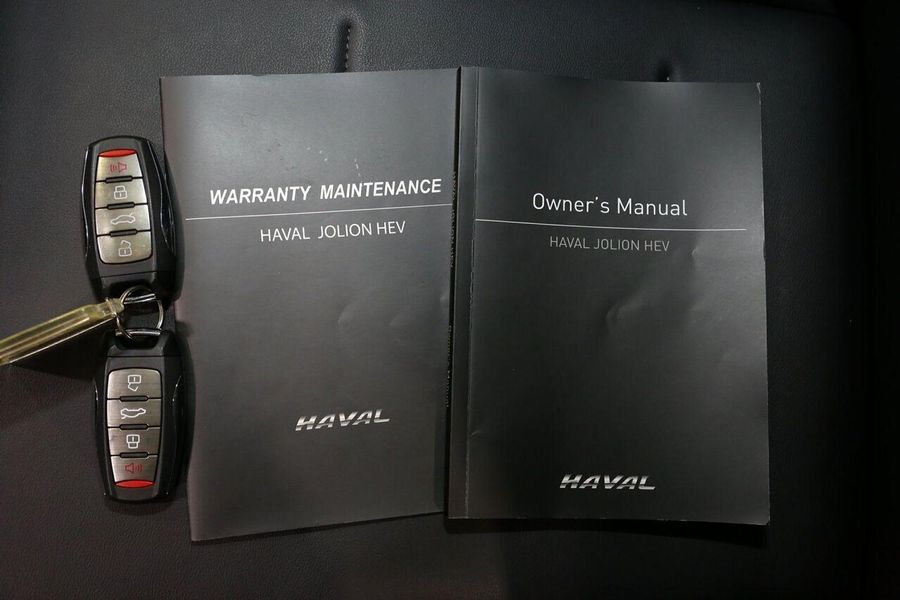 WARRANTY MAINTENANCE
HAVAL JOLION HEV
HAVAL
Owner's Manual
HAVAL JOLION HEV
HAVAL